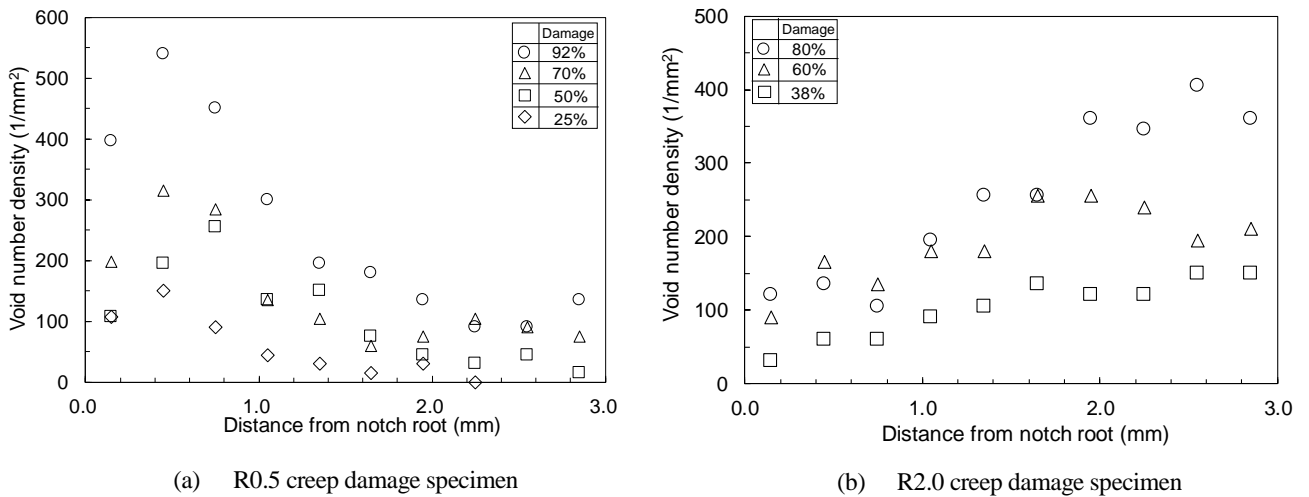 600
500
400
300
200
100
0
Void number density (1/mm²)
0.0 1.0 2.0 3.0
Distance from notch root (mm)
Damage
92%
70%
50%
25%
(a) R0.5 creep damage specimen
500
400
300
200
100
0
Void number density (1/mm²)
0.0 1.0 2.0 3.0
Distance from notch root (mm)
Damage
80%
60%
38%
(b) R2.0 creep damage specimen